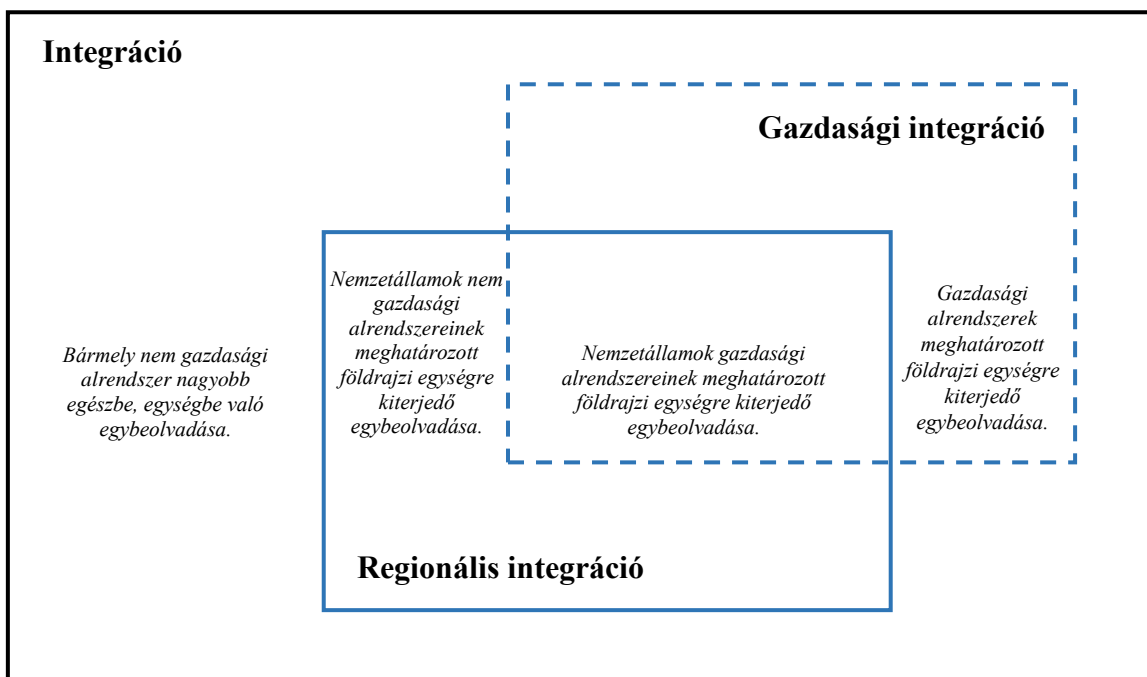 Integráció
Gazdasági integráció
Bármely nem gazdasági
alrendszer nagyobb
egészbe, egységbe való
egybeolvadása.
Nemzetállamok nem
gazdasági
alrendszereinek
meghatározott
földrajzi egységre
kiterjedő
egybeolvadása.
Nemzetállamok gazdasági
alrendszereinek meghatározott
földrajzi egységre kiterjedő
egybeolvadása.
Gazdasági
alrendszerek
meghatározott
földrajzi egységre
kiterjedő
egybeolvadása.
Regionális integráció